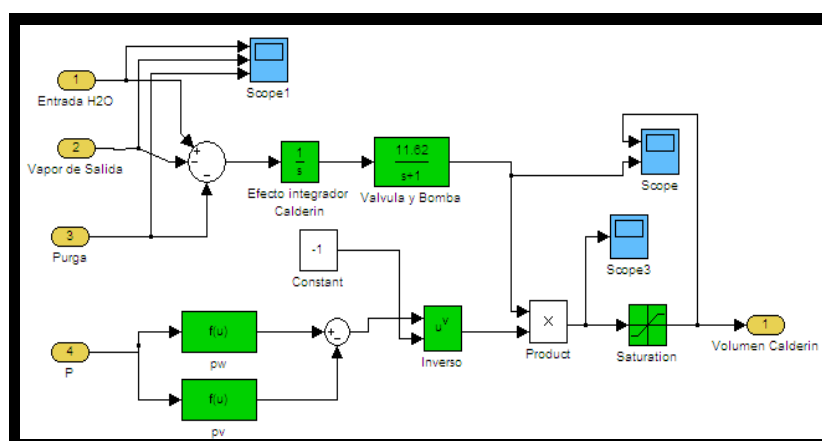 1
Entrada H2O
Scope1
2
Vapor de Salida
+
−
−
1
s
Efecto integrador
Calderin
11.62
s+1
Valvula y Bomba
Scope
3
Purga
-1
Constant
Scope3
4
P
f(u)
pw
f(u)
pv
+
−
u^v
Inverso
×
Product
Saturation
1
Volumen Calderin